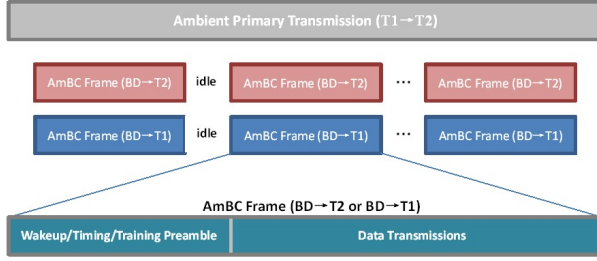 Ambient Primary Transmission (T1→T2)
AmBC Frame (BD→T2) idle AmBC Frame (BD→T2) ... AmBC Frame (BD→T2)
AmBC Frame (BD→T1) idle AmBC Frame (BD→T1) ... AmBC Frame (BD→T1)
AmBC Frame (BD→T2 or BD→T1)
Wakeup/Timing/Training Preamble Data Transmissions